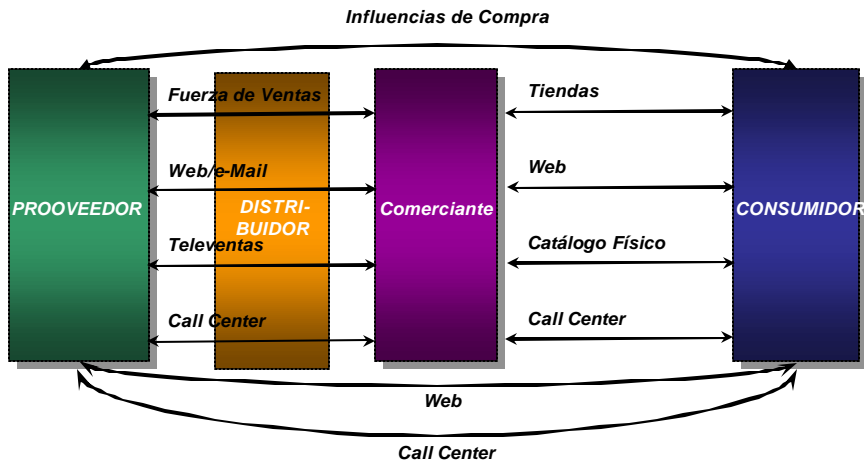 Influencias de Compra
Fuerza de Ventas
Tiendas
Web/e-Mail
Web
PROOVEEDOR
DISTRI-
BUIDOR
Comerciante
CONSUMIDOR
Televentas
Catálogo Físico
Call Center
Call Center
Web
Call Center